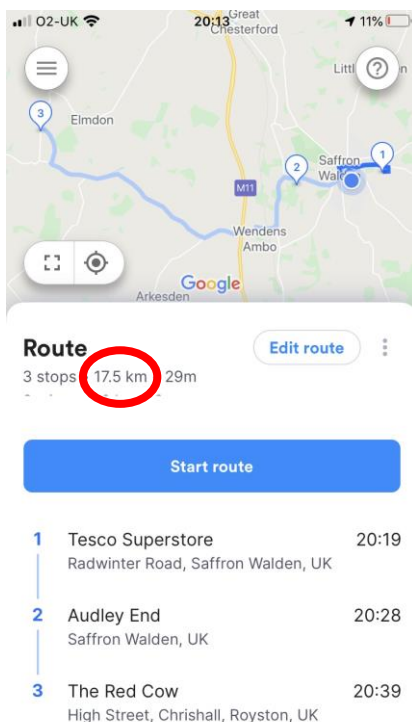 O2-UK 20:13 11%
Great
Chesterford
Littl
3
Elmdon
1
Saffron
2
M11
Wendens
Ambo
Google
Arkesden
Route
Edit route
3 stops 17.5 km 29m
Start route
1 Tesco Superstore 20:19
Radwinter Road, Saffron Walden, UK
2 Audley End 20:28
Saffron Walden, UK
3 The Red Cow 20:39
High Street, Chrishall, Royston, UK